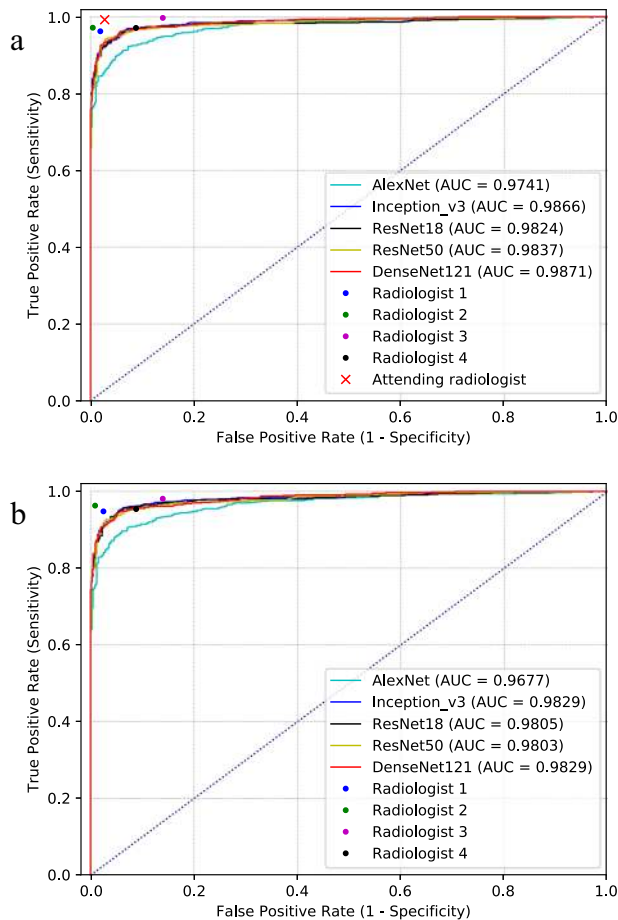 a
1.0
0.8
0.6
0.4
0.2
0.0
True Positive Rate (Sensitivity)
AlexNet (AUC = 0.9741)
Inception_v3 (AUC = 0.9866)
ResNet18 (AUC = 0.9824)
ResNet50 (AUC = 0.9837)
DenseNet121 (AUC = 0.9871)
Radiologist 1
Radiologist 2
Radiologist 3
Radiologist 4
Attending radiologist
0.0 0.2 0.4 0.6 0.8 1.0
False Positive Rate (1 - Specificity)
b
1.0
0.8
0.6
0.4
0.2
0.0
True Positive Rate (Sensitivity)
AlexNet (AUC = 0.9677)
Inception_v3 (AUC = 0.9829)
ResNet18 (AUC = 0.9805)
ResNet50 (AUC = 0.9803)
DenseNet121 (AUC = 0.9829)
Radiologist 1
Radiologist 2
Radiologist 3
Radiologist 4
0.0 0.2 0.4 0.6 0.8 1.0
False Positive Rate (1 - Specificity)